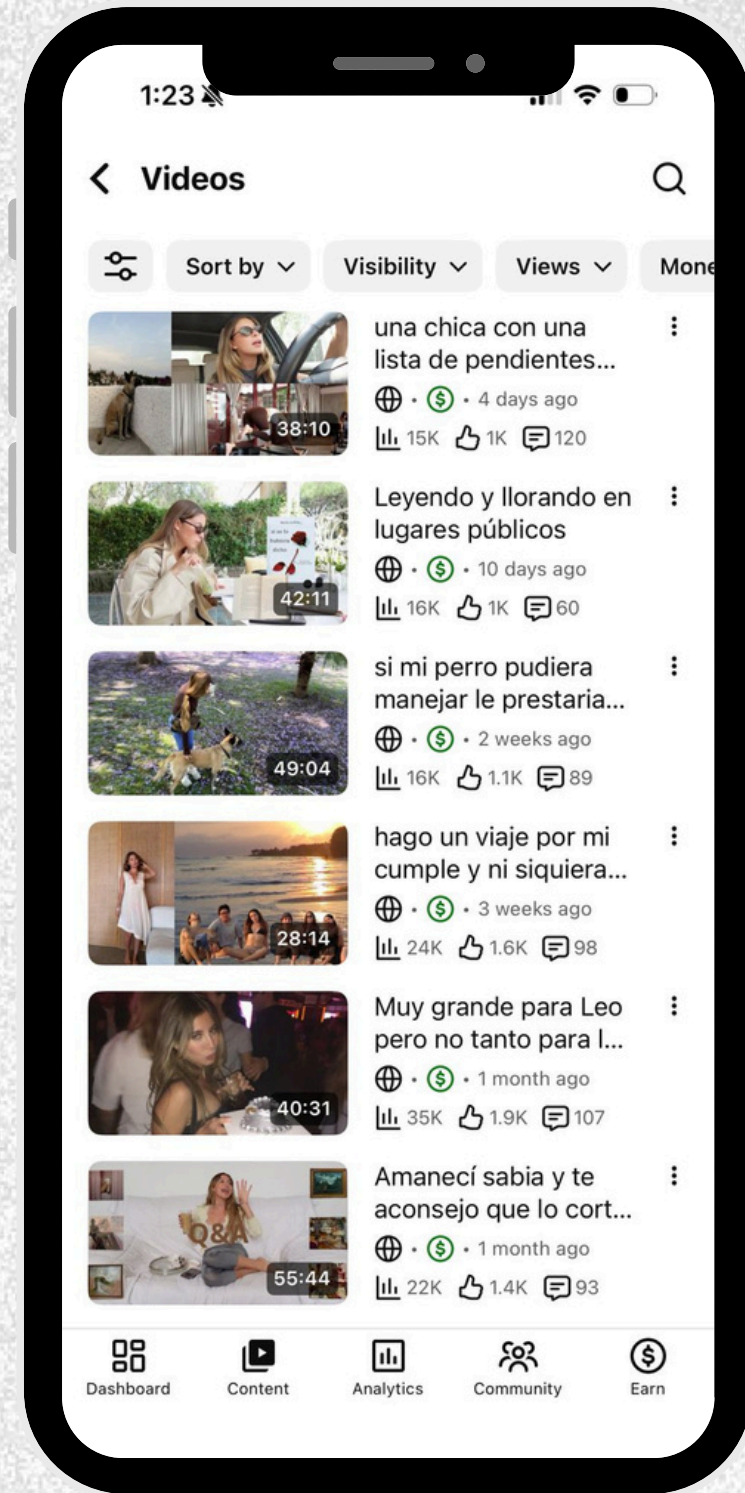 1:23
Videos
Sort by
Visibility
Views
Mone
38:10
una chica con una
lista de pendientes...
4 days ago
15K 1K 120
42:11
Leyendo y llorando en
lugares públicos
10 days ago
16K 1K 60
49:04
si mi perro pudiera
manejar le prestaria...
2 weeks ago
16K 1.1K 89
28:14
hago un viaje por mi
cumple y ni siquiera...
3 weeks ago
24K 1.6K 98
40:31
Muy grande para Leo
pero no tanto para l...
1 month ago
35K 1.9K 107
Q&A
55:44
Amanecí sabia y te
aconsejo que lo cort...
1 month ago
22K 1.4K 93
Dashboard
Content
Analytics
Community
Earn